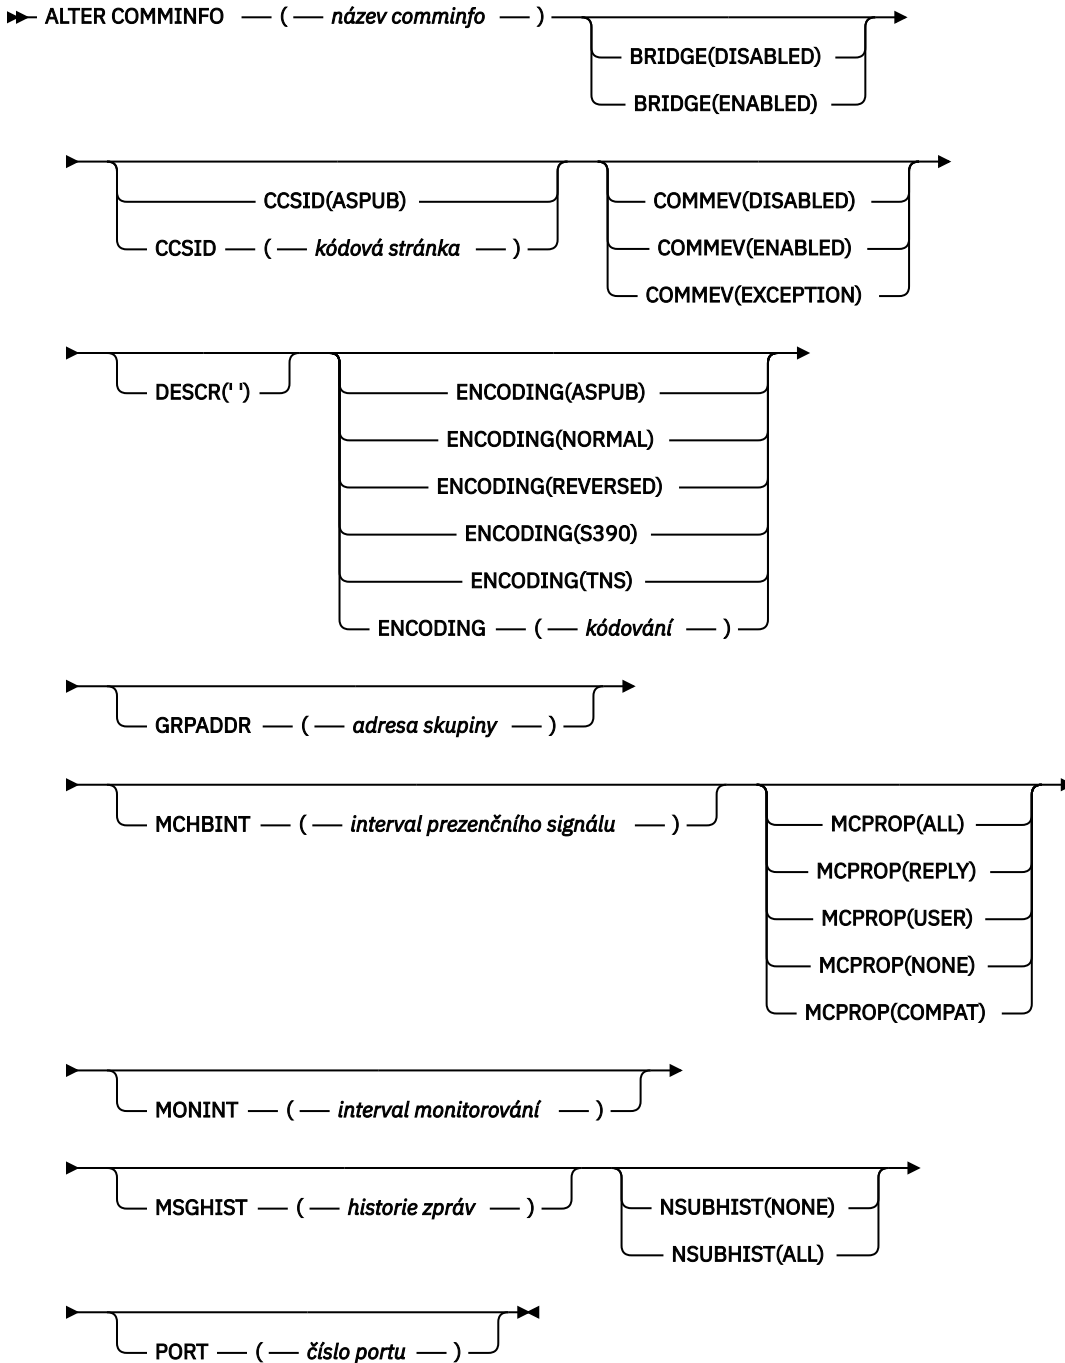 ALTER COMMINFO ( název comminfo )
BRIDGE(DISABLED)
BRIDGE(ENABLED)
CCSID(ASPUB)
CCSID ( kódová stránka )
COMMEV(DISABLED)
COMMEV(ENABLED)
COMMEV(EXCEPTION)
DESCR(' ')
ENCODING(ASPUB)
ENCODING(NORMAL)
ENCODING(REVERSED)
ENCODING(S390)
ENCODING(TNS)
ENCODING ( kódování )
GRPADDR ( adresa skupiny )
MCHBINT ( interval prezenčního signálu )
MCPROP(ALL)
MCPROP(REPLY)
MCPROP(USER)
MCPROP(NONE)
MCPROP(COMPAT)
MONINT ( interval monitorování )
MSGHIST ( historie zpráv )
NSUBHIST(NONE)
NSUBHIST(ALL)
PORT ( číslo portu )